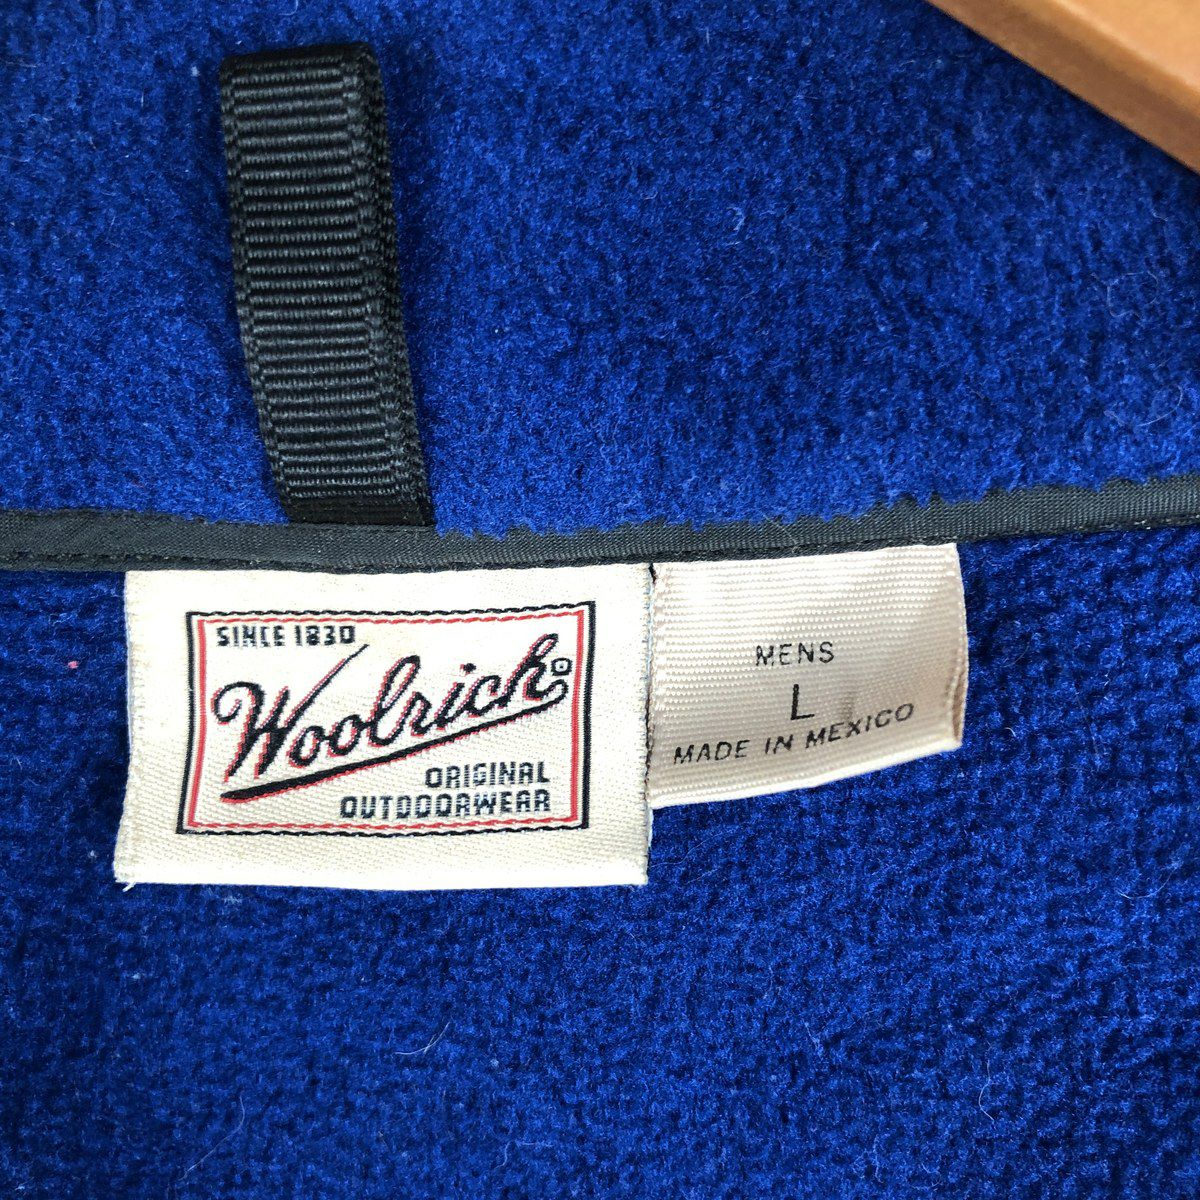 SINCE 1830
Woolrich
ORIGINAL
OUTDOORWEAR
MENS
L
MADE IN MEXICO